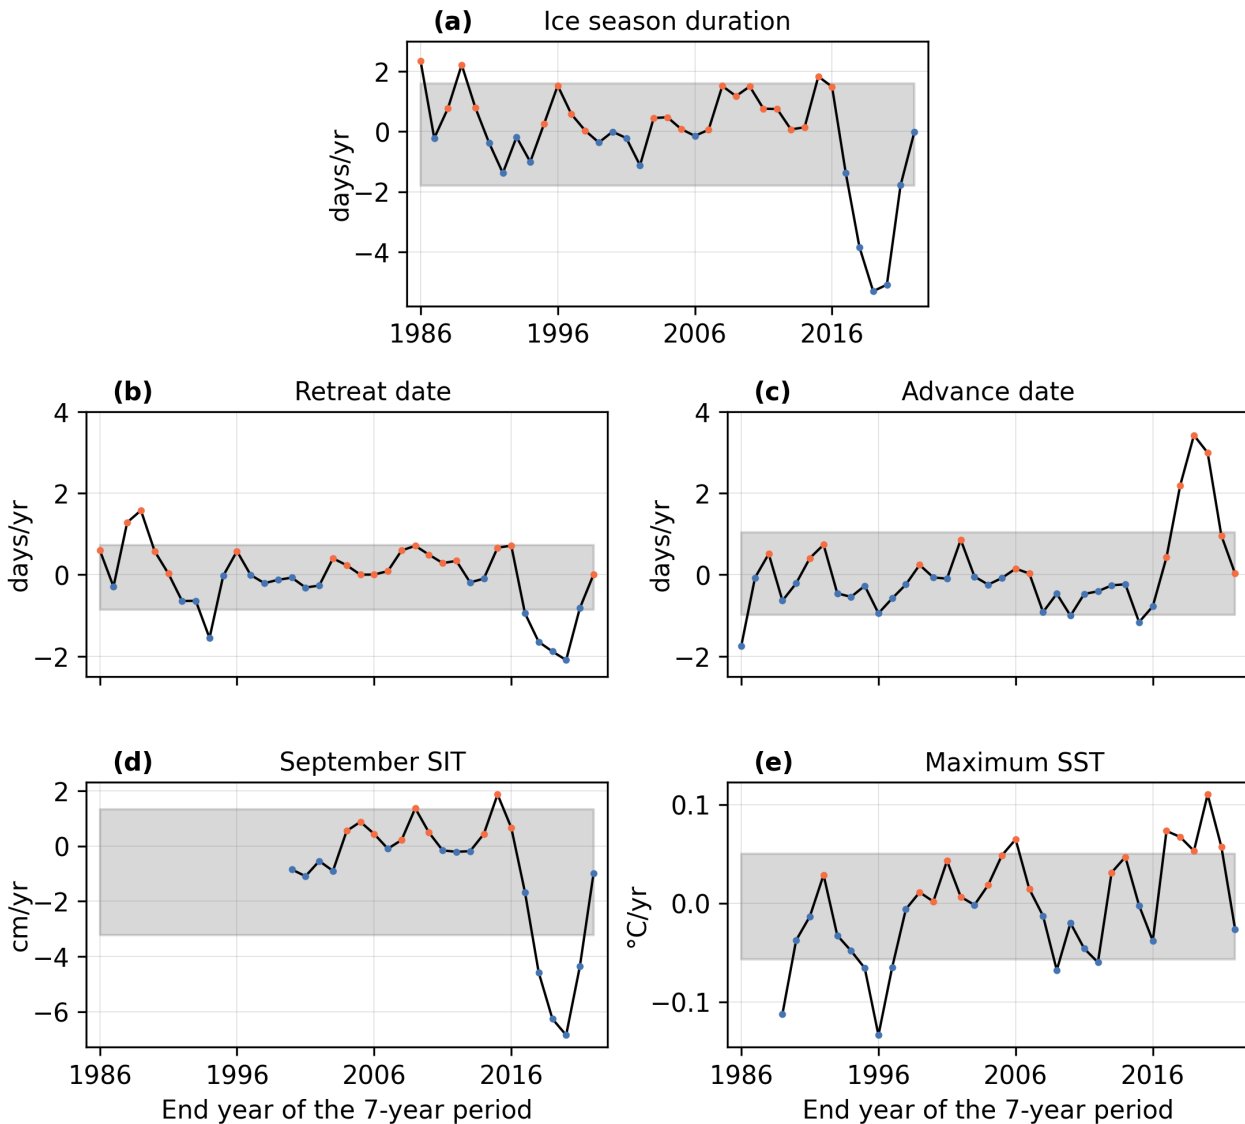 (a) Ice season duration
2
0
−2
−4
days/yr
1986 1996 2006 2016
(b) Retreat date
4
2
0
−2
days/yr
(c) Advance date
4
2
0
−2
days/yr
(d) September SIT
2
0
−2
−4
−6
cm/yr
1986 1996 2006 2016
End year of the 7-year period
(e) Maximum SST
0.1
0.0
−0.1
°C/yr
1986 1996 2006 2016
End year of the 7-year period